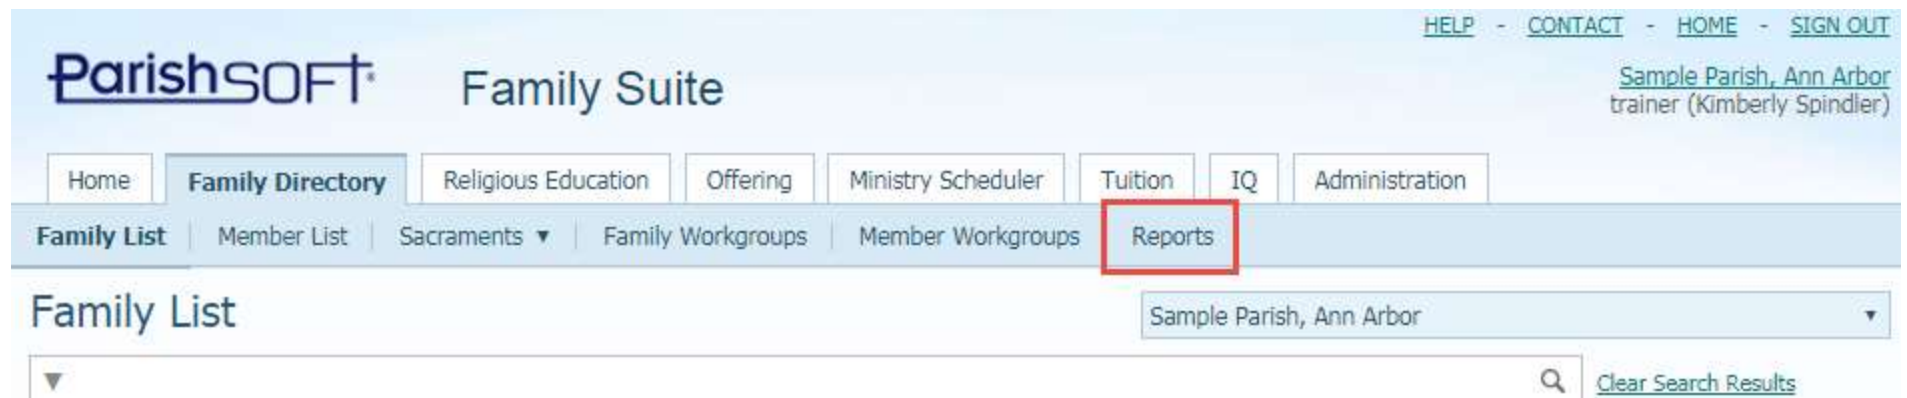 HELP - CONTACT - HOME - SIGN OUT
ParishSOFT Family Suite
Sample Parish, Ann Arbor
trainer (Kimberly Spindler)
Home Family Directory Religious Education Offering Ministry Scheduler Tuition IQ Administration
Family List Member List Sacraments ▼ Family Workgroups Member Workgroups Reports
Family List
Sample Parish, Ann Arbor
Clear Search Results